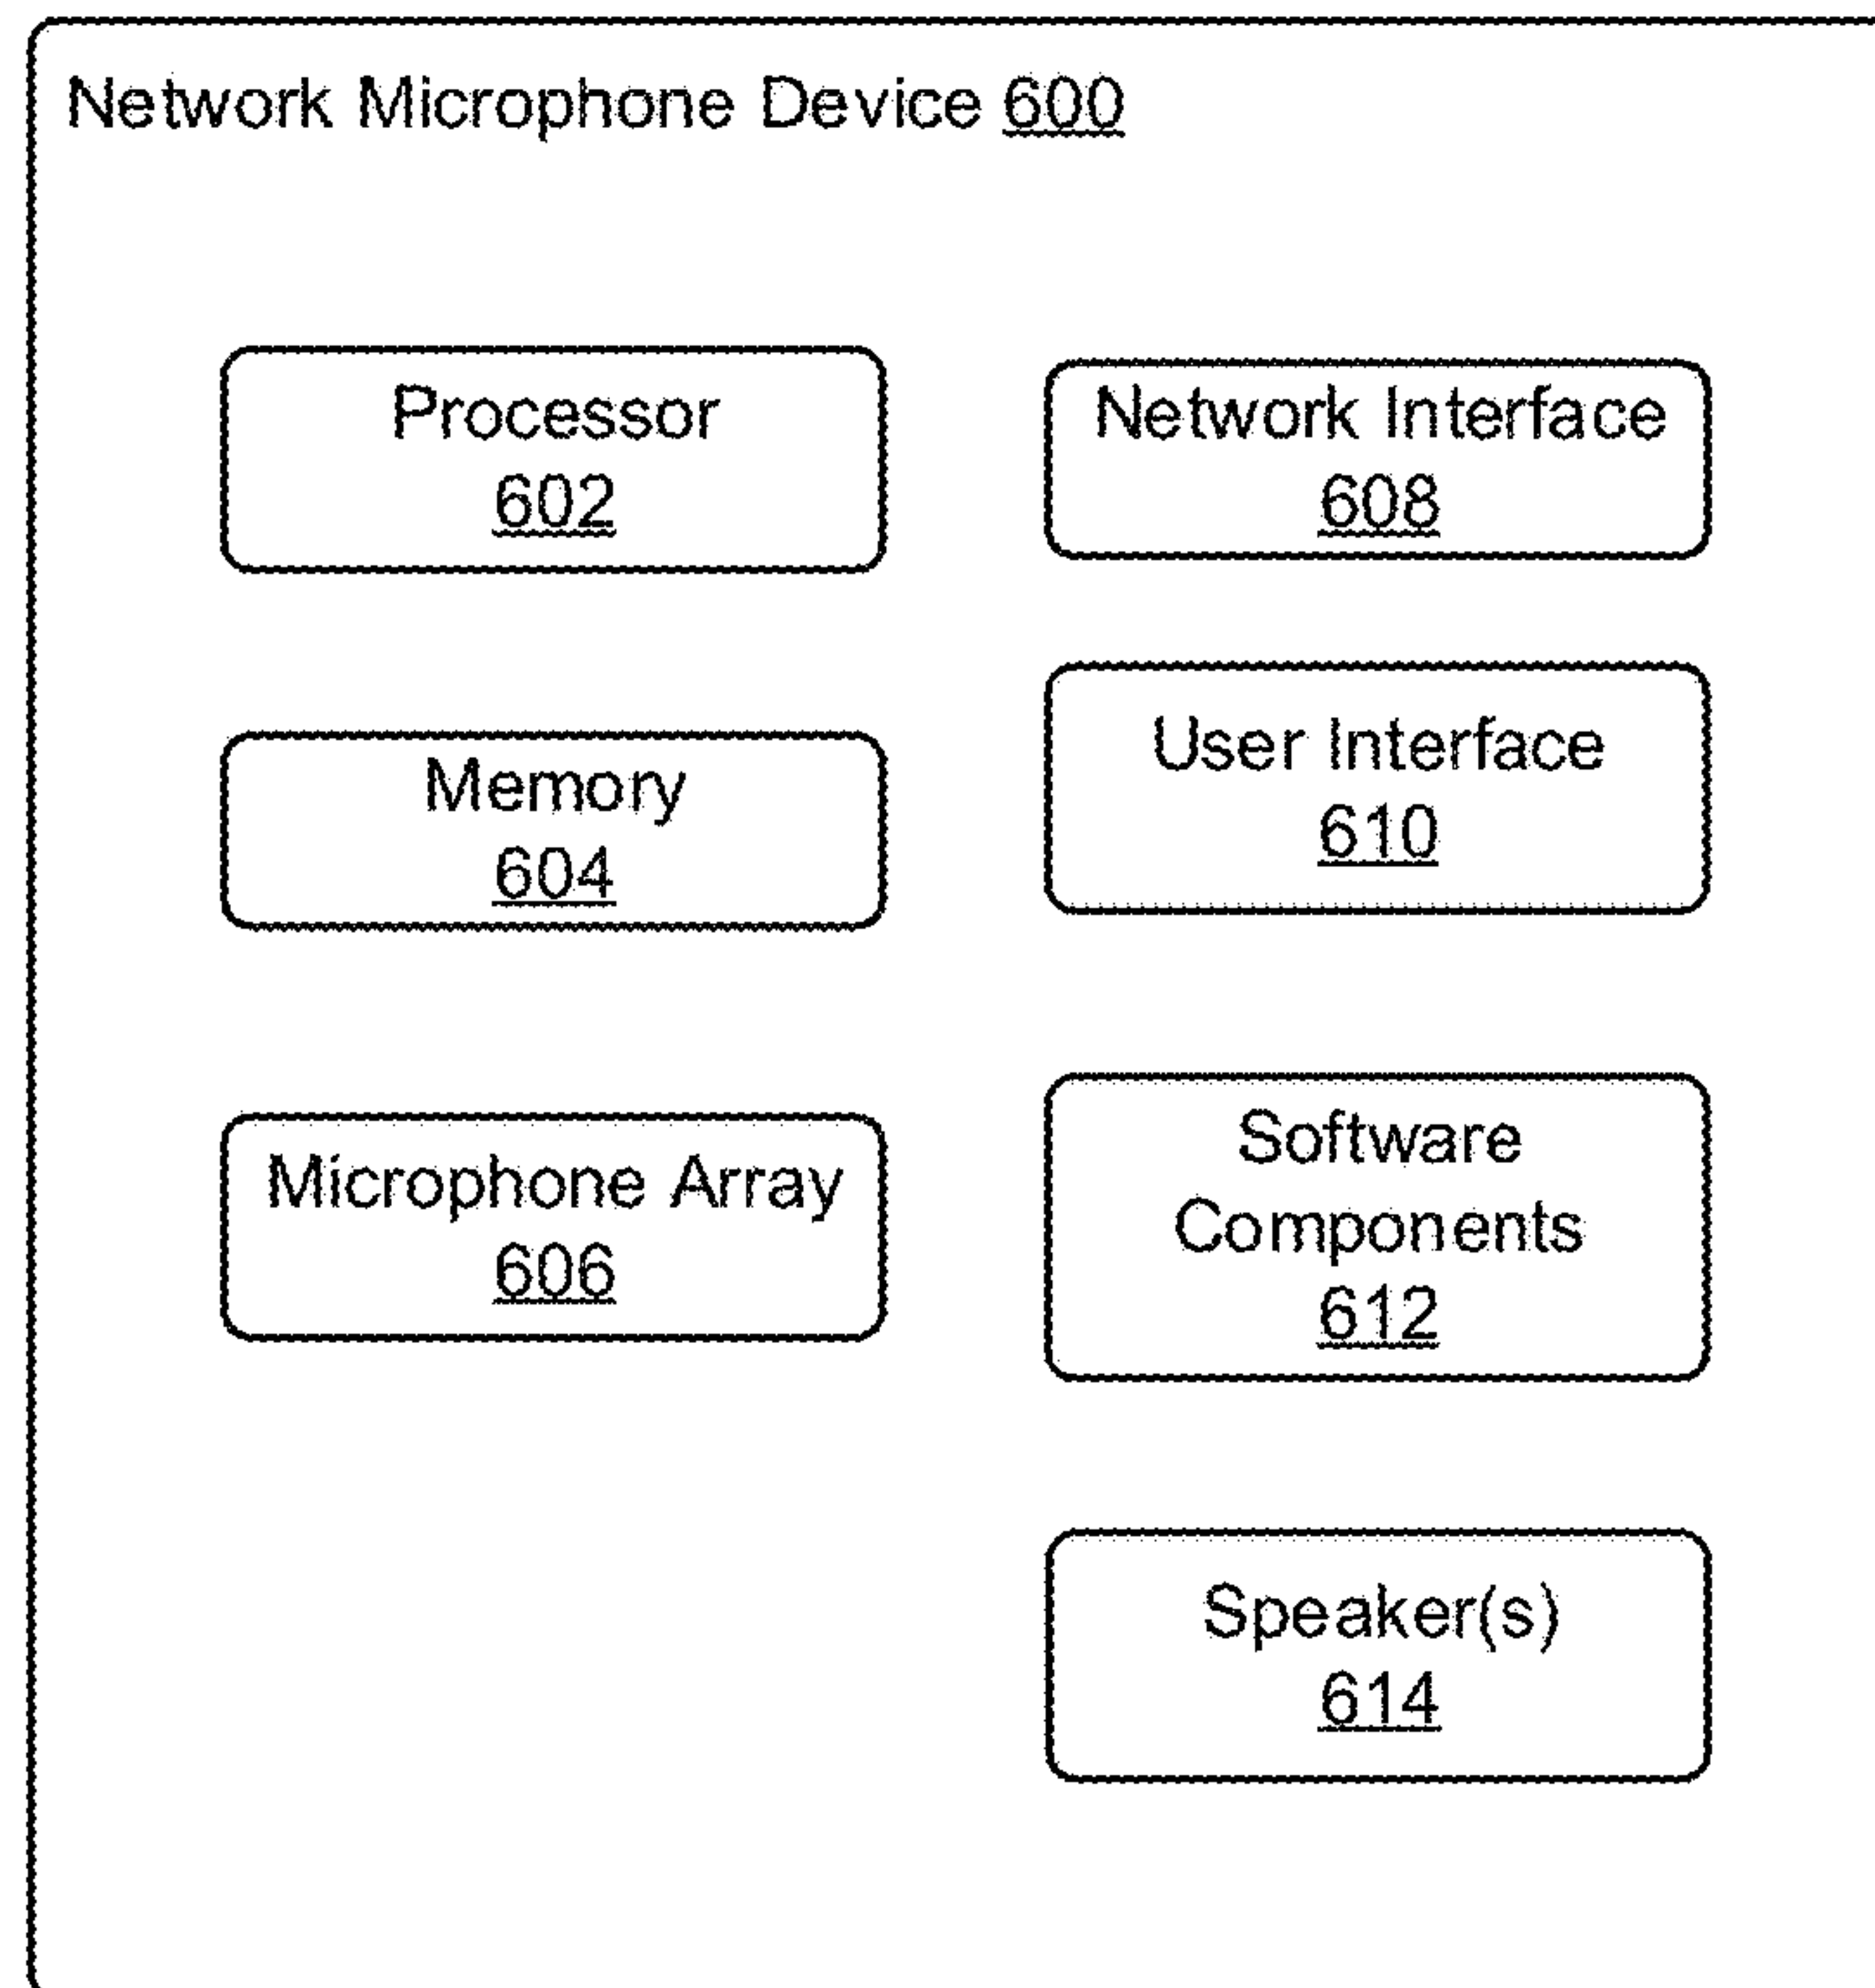 Network Microphone Device 600
Processor
602
Network Interface
608
Memory
604
User Interface
610
Microphone Array
606
Software
Components
612
Speaker(s)
614